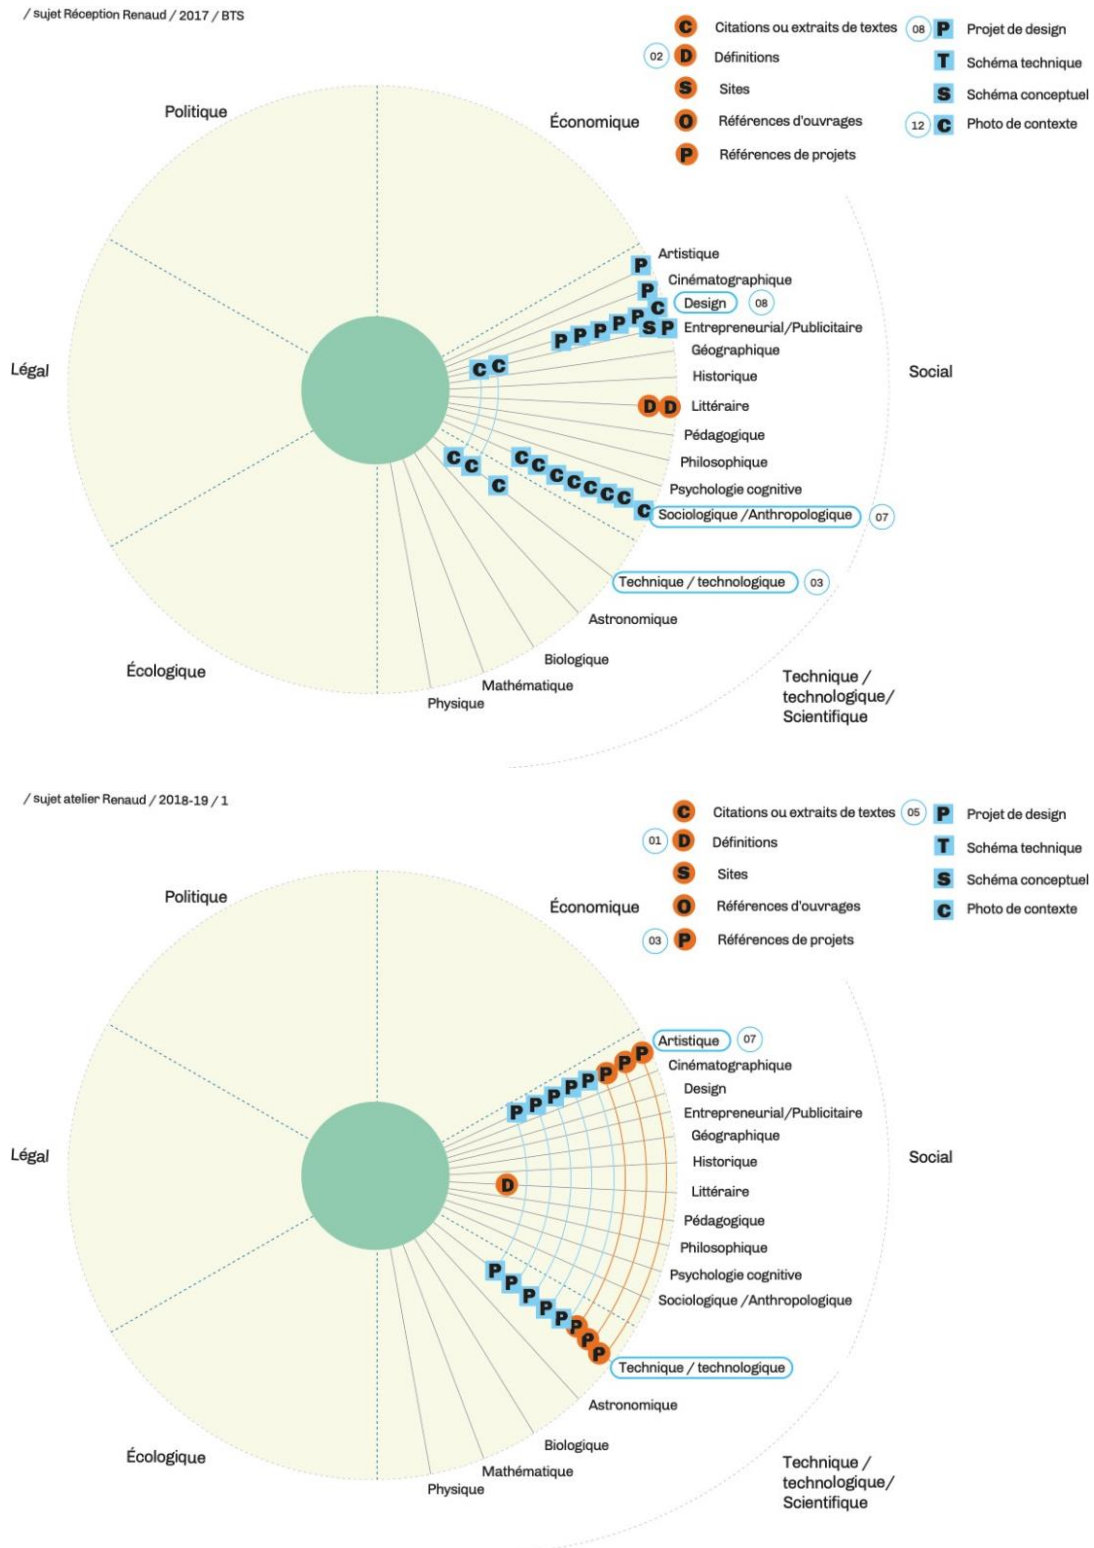 / sujet Réception Renaud / 2017 / BTS
C Citations ou extraits de textes
02 D Définitions
S Sites
O Références d'ouvrages
P Références de projets
08 P Projet de design
T Schéma technique
S Schéma conceptuel
12 C Photo de contexte
Politique
Économique
Légal
Social
Écologique
Technique /
technologique/
Scientifique
P Artistique
P Cinématographique
P P P P P C Design 08
S P Entrepreneurial/Publicitaire
C C Géographique
Historique
D D Littéraire
Pédagogique
Philosophique
Psychologie cognitive
C C C C C C C C Sociologique /Anthropologique 07
C C C Technique / technologique 03
Astronomique
Biologique
Mathématique
Physique
/ sujet atelier Renaud / 2018-19 / 1
C Citations ou extraits de textes
01 D Définitions
S Sites
O Références d'ouvrages
03 P Références de projets
05 P Projet de design
T Schéma technique
S Schéma conceptuel
C Photo de contexte
Politique
Économique
Légal
Social
Écologique
Technique /
technologique/
Scientifique
P P P P P P P P Artistique 07
Cinématographique
Design
Entrepreneurial/Publicitaire
Géographique
Historique
D Littéraire
Pédagogique
Philosophique
Psychologie cognitive
Sociologique /Anthropologique
P P P P P P P P Technique / technologique
Astronomique
Biologique
Mathématique
Physique